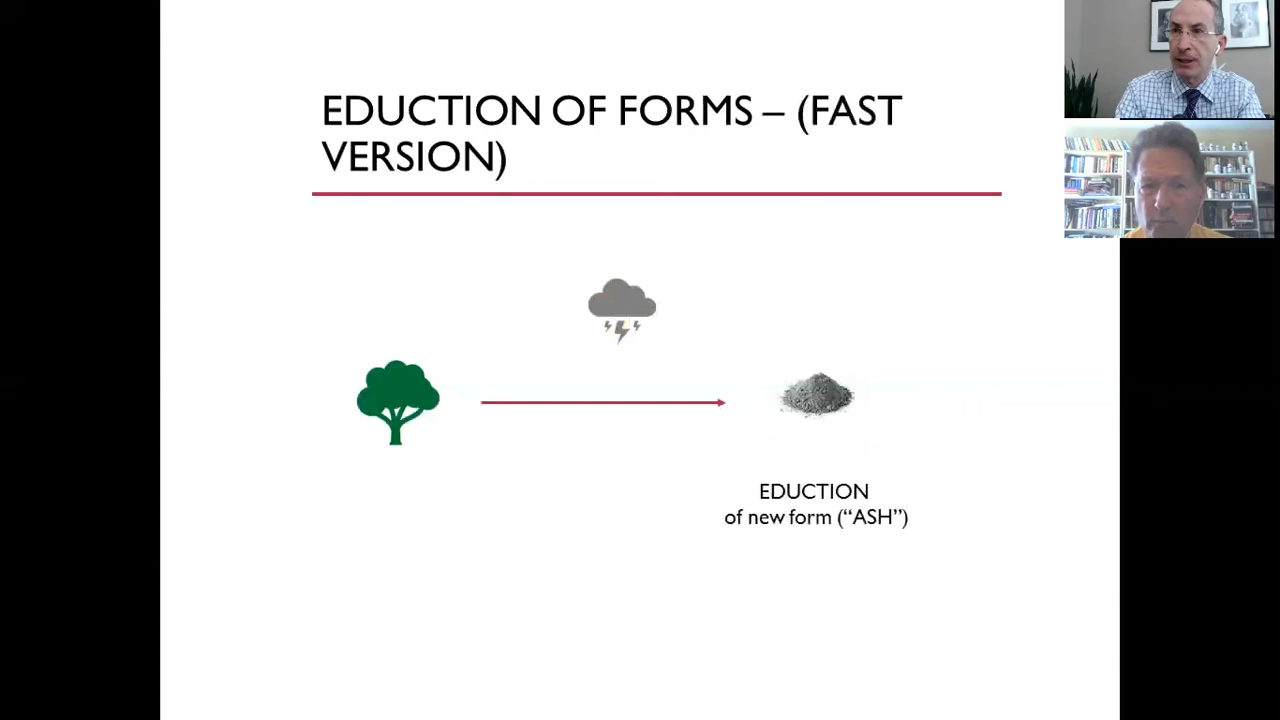 EDUCTION OF FORMS – (FAST
VERSION)
EDUCTION
of new form (“ASH”)